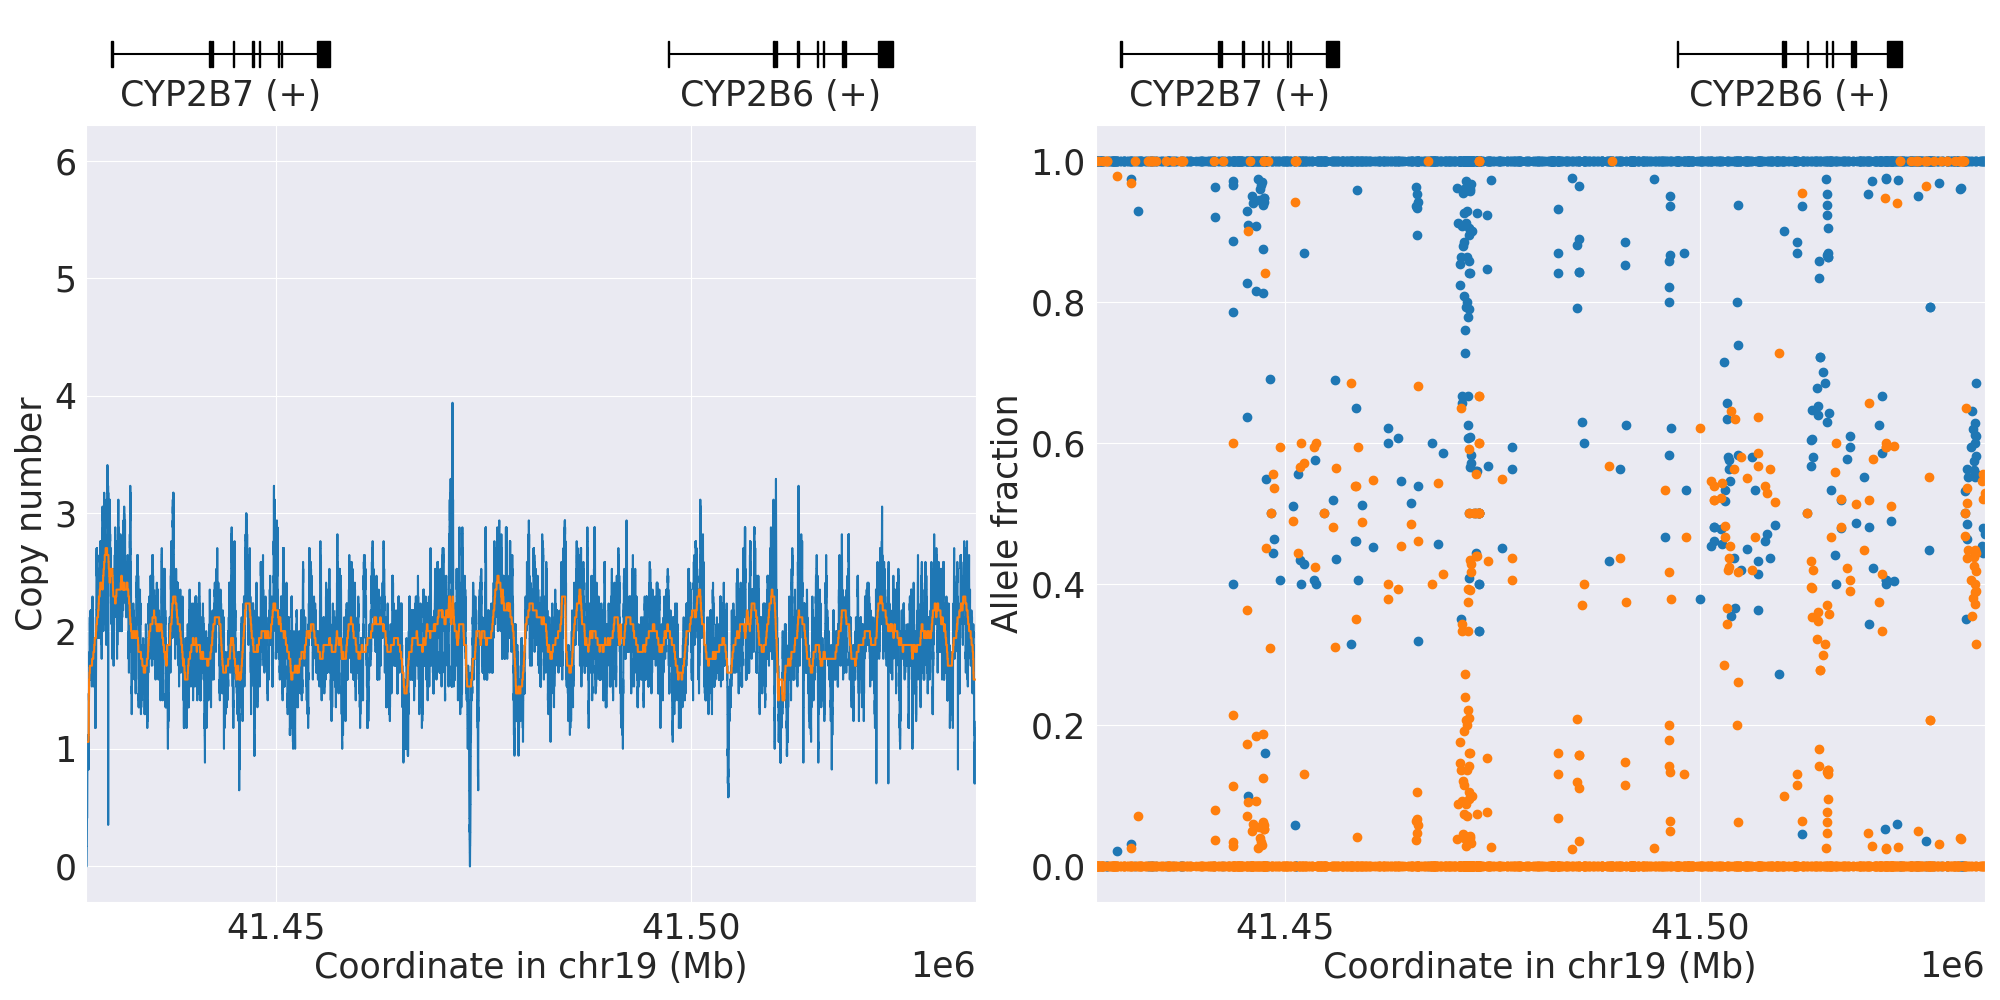 CYP2B7 (+)
CYP2B6 (+)
6
5
4
3
2
1
0
Copy number
41.45
41.50
Coordinate in chr19 (Mb)
1e6
CYP2B7 (+)
CYP2B6 (+)
1.0
0.8
0.6
0.4
0.2
0.0
Allele fraction
41.45
41.50
Coordinate in chr19 (Mb)
1e6